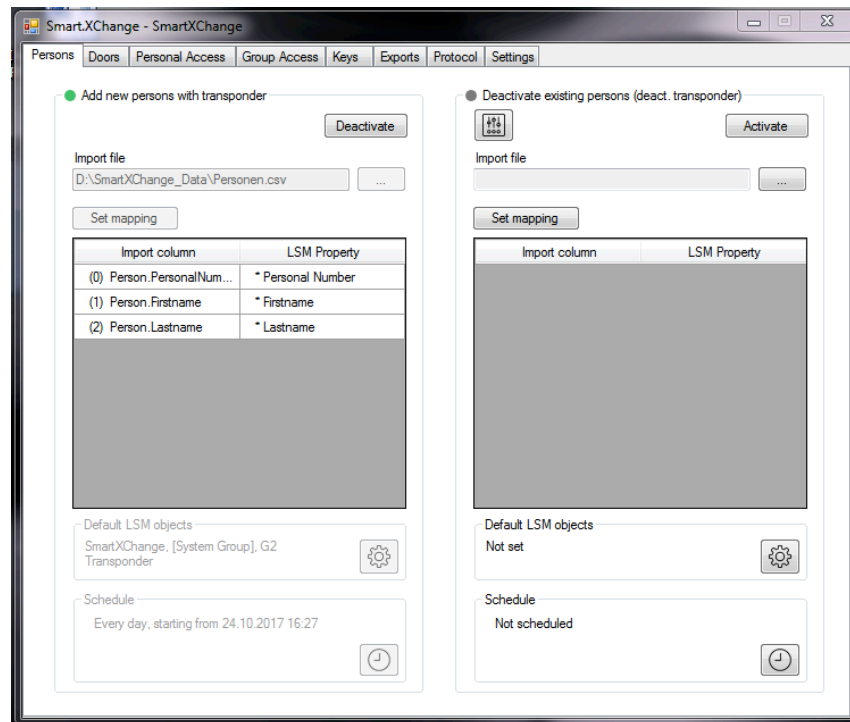 Smart.XChange - SmartXChange
Persons Doors Personal Access Group Access Keys Exports Protocol Settings
Add new persons with transponder
Deactivate
Import file
D:\SmartXChange_Data\Personen.csv ...
Set mapping
Import column LSM Property
(0) Person.PersonalNum... * Personal Number
(1) Person.Firstname * Firstname
(2) Person.Lastname * Lastname
Default LSM objects
SmartXChange, [System Group], G2
Transponder
Schedule
Every day, starting from 24.10.2017 16:27
Deactivate existing persons (deact. transponder)
Activate
Import file
...
Set mapping
Import column LSM Property
Default LSM objects
Not set
Schedule
Not scheduled